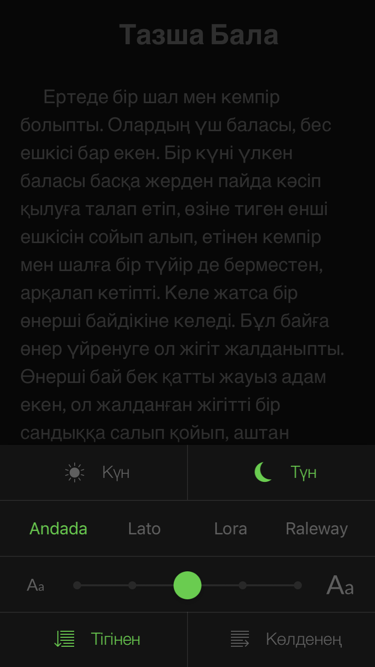 Тазша Бала
Ертеде бір шал мен кемпір
болыпты. Олардың үш баласы, бес
ешкісі бар екен. Бір күні үлкен
баласы басқа жерден пайда кәсіп
қылуға талап етіп, өзіне тиген енші
ешкісін сойып алып, етінен кемпір
мен шалға бір түйір де берместен,
арқалап кетіпті. Келе жатса бір
өнерші байдікіне келеді. Бұл байға
өнер үйренуге ол жігіт жалданыпты.
Өнерші бай бек қатты жауыз адам
екен, ол жалданған жігітті бір
сандыққа салып қойып, аштан
Күн Түн
Andada Lato Lora Raleway
Aa Aa
Тігінен Көлденең